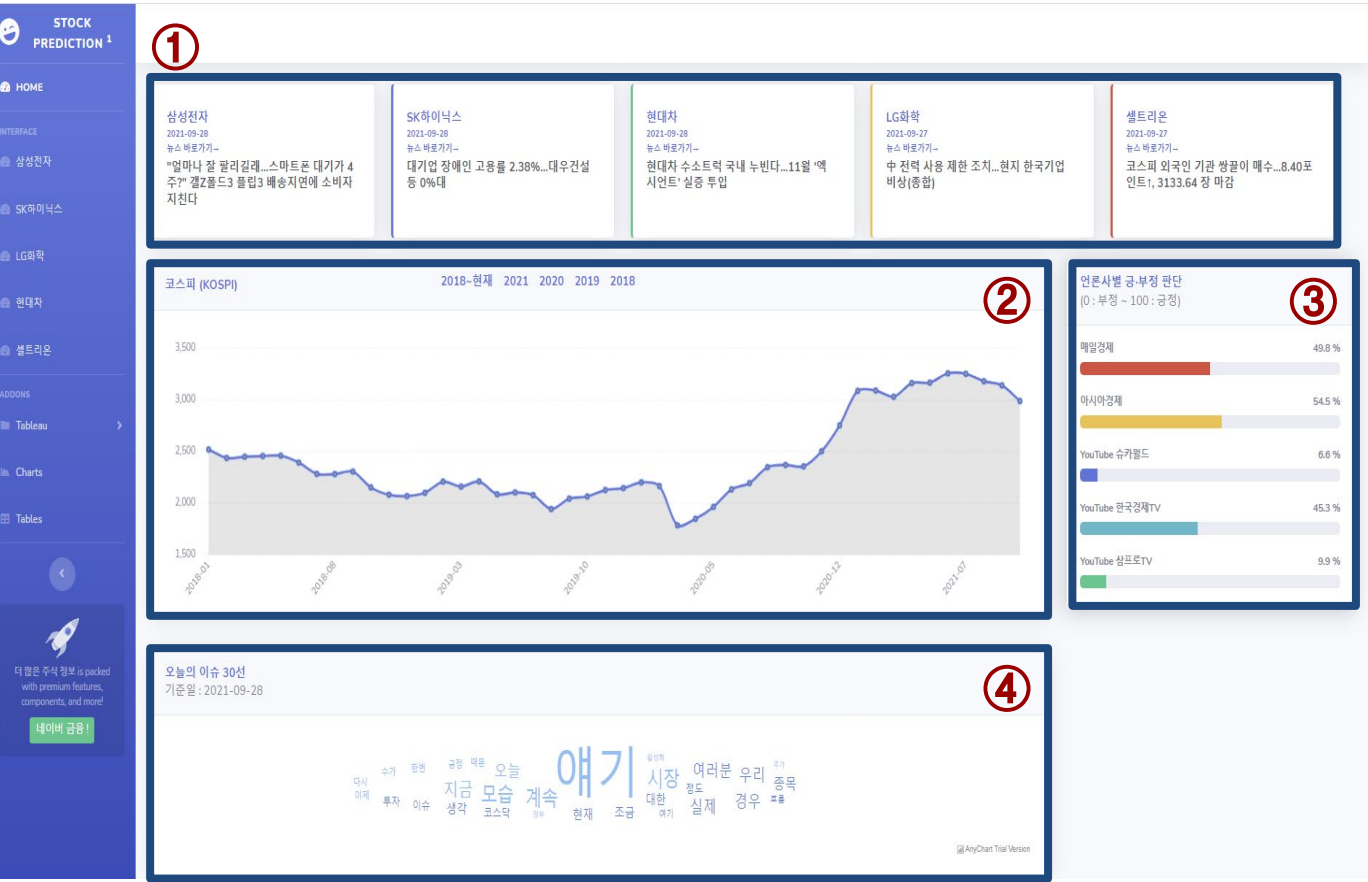 STOCK
PREDICTION 1
HOME
INTERFACE
삼성전자
SK하이닉스
LG화학
현대차
셀트리온
ADDONS
Tableau
Charts
Tables
더 많은 주식 정보 is packed
with premium features,
components, and more!
네이버 금융 !
①
삼성전자
2021-09-28
뉴스 바로가기→
"얼마나 잘 팔리길래...스마트폰 대기가 4
주?" 갤Z폴드3 플립3 배송지연에 소비자
지친다
SK하이닉스
2021-09-28
뉴스 바로가기→
대기업 장애인 고용률 2.38%...대우건설
등 0%대
현대차
2021-09-28
뉴스 바로가기→
현대차 수소트럭 국내 누빈다...11월 '엑
시언트' 실증 투입
LG화학
2021-09-27
뉴스 바로가기→
中 전력 사용 제한 조치...현지 한국기업
비상(종합)
셀트리온
2021-09-27
뉴스 바로가기→
코스피 외국인 기관 쌍끌이 매수...8.40포
인트↑, 3133.64 장 마감
코스피 (KOSPI)
2018~현재 2021 2020 2019 2018
②
3,500
3,000
2,500
2,000
1,500
2018-01
2018-08
2019-03
2019-10
2020-05
2020-12
2021-07
언론사별 긍·부정 판단
(0 : 부정 ~ 100 : 긍정)
③
매일경제 49.8 %
아시아경제 54.5 %
YouTube 슈카월드 6.6 %
YouTube 한국경제TV 45.3 %
YouTube 삼프로TV 9.9 %
오늘의 이슈 30선
기준일 : 2021-09-28
④
다시 수가 한번 긍정 때문 오늘 얘기 시장 여러분 우리 종목
이제 투자 이슈 지금 생각 모습 코스닥 계속 정부 현재 조금 대한 여기 정도 실제 경우 흐름
AnyChart Trial Version